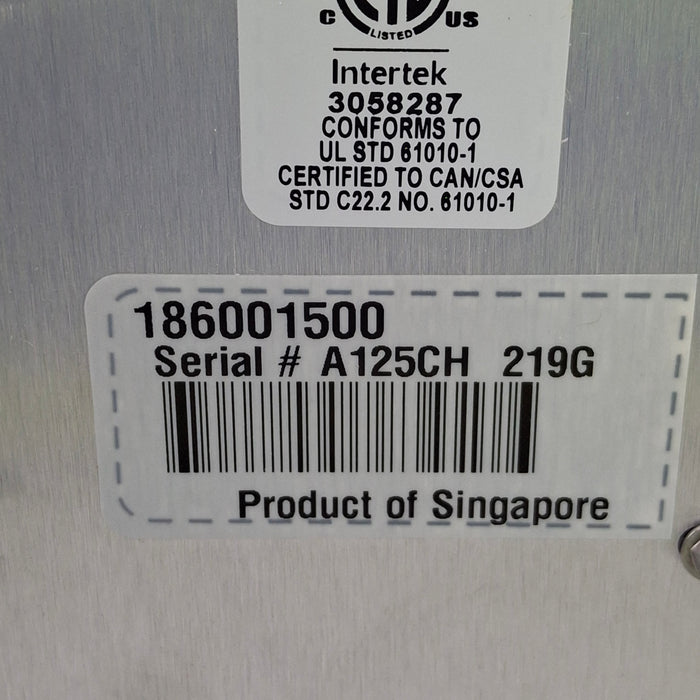 C US
LISTED
Intertek
3058287
CONFORMS TO
UL STD 61010-1
CERTIFIED TO CAN/CSA
STD C22.2 NO. 61010-1
186001500
Serial # A125CH 219G
Product of Singapore